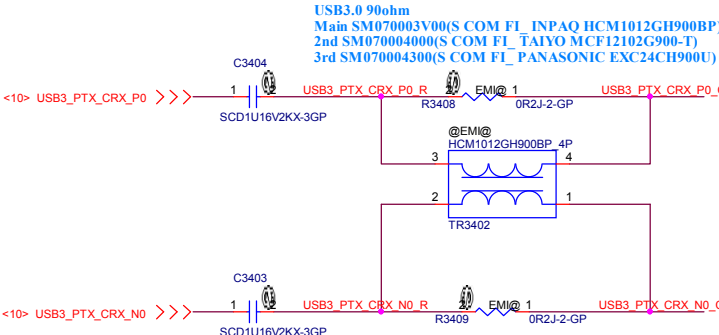 USB3.0 90ohm
Main SM070003V00(S COM FI_ INPAQ HCM1012GH900BP)
2nd SM070004000(S COM FI_ TAIYO MCF12102G900-T)
3rd SM070004300(S COM FI_ PANASONIC EXC24CH900U)
C3404
<10> USB3_PTX_CRX_P0
1
2
USB3_PTX_CRX_P0_R
2
EMI@
1
USB3_PTX_CRX_P0_
SCD1U16V2KX-3GP
R3408
0R2J-2-GP
@EMI@
HCM1012GH900BP_4P
3
4
2
1
TR3402
C3403
<10> USB3_PTX_CRX_N0
1
2
USB3_PTX_CRX_N0_R
2
EMI@
1
USB3_PTX_CRX_N0_
SCD1U16V2KX-3GP
R3409
0R2J-2-GP